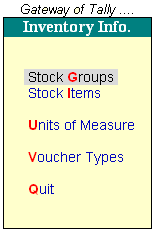 Gateway of Tally ....
Inventory Info.
Stock Groups
Stock Items
Units of Measure
Voucher Types
Quit